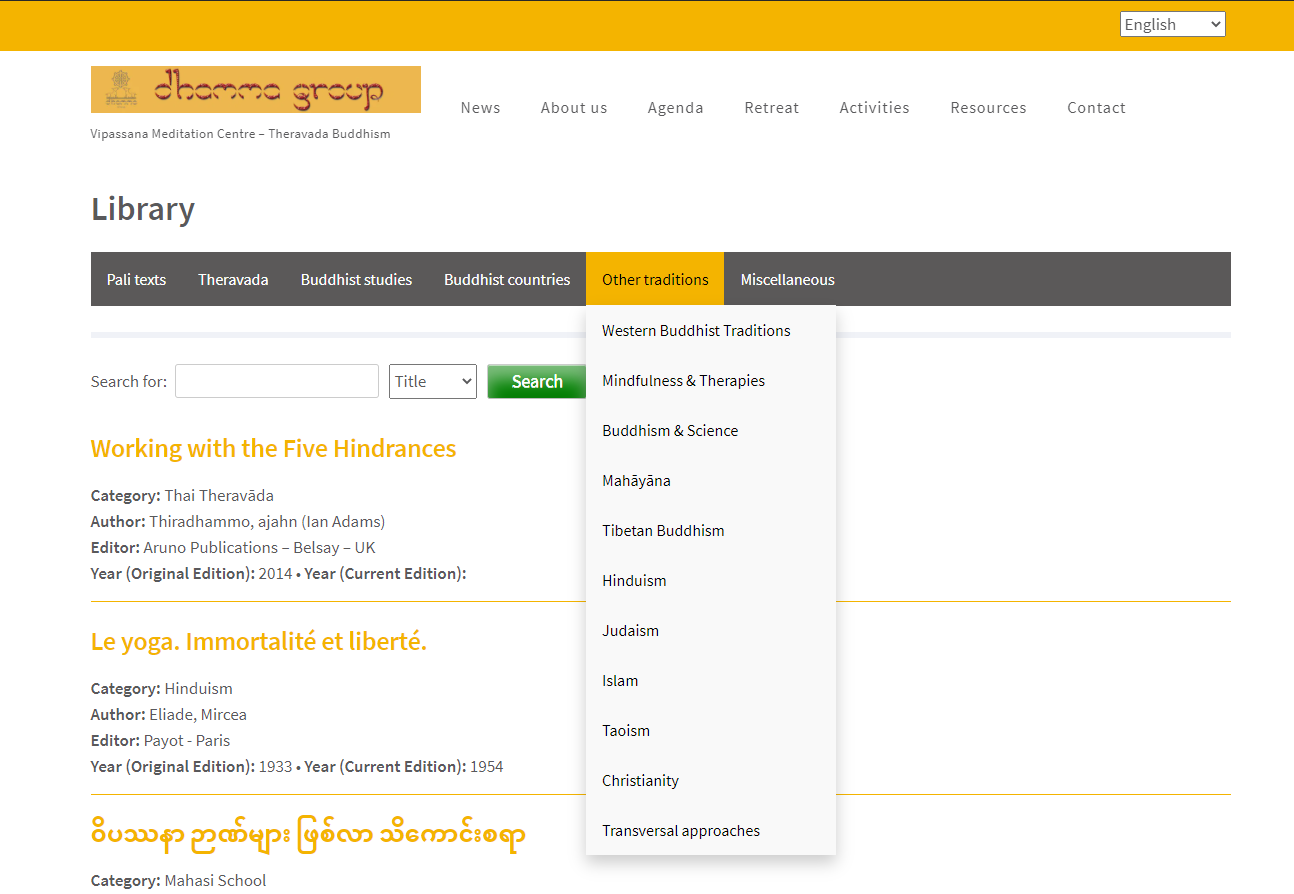 English
dhamma group
Vipassana Meditation Centre – Theravada Buddhism
News About us Agenda Retreat Activities Resources Contact
Library
Pali texts Theravada Buddhist studies Buddhist countries Other traditions Miscellaneous
Western Buddhist Traditions
Mindfulness & Therapies
Buddhism & Science
Mahāyāna
Tibetan Buddhism
Hinduism
Judaism
Islam
Taoism
Christianity
Transversal approaches
Search for: Title Search
Working with the Five Hindrances
Category: Thai Theravāda
Author: Thiradhammo, ajahn (Ian Adams)
Editor: Aruno Publications – Belsay – UK
Year (Original Edition): 2014 • Year (Current Edition):
Le yoga. Immortalité et liberté.
Category: Hinduism
Author: Eliade, Mircea
Editor: Payot - Paris
Year (Original Edition): 1933 • Year (Current Edition): 1954
ဝိပဿနာ ဉာဏ်များ ဖြစ်လာ သိကောင်းစရာ
Category: Mahasi School